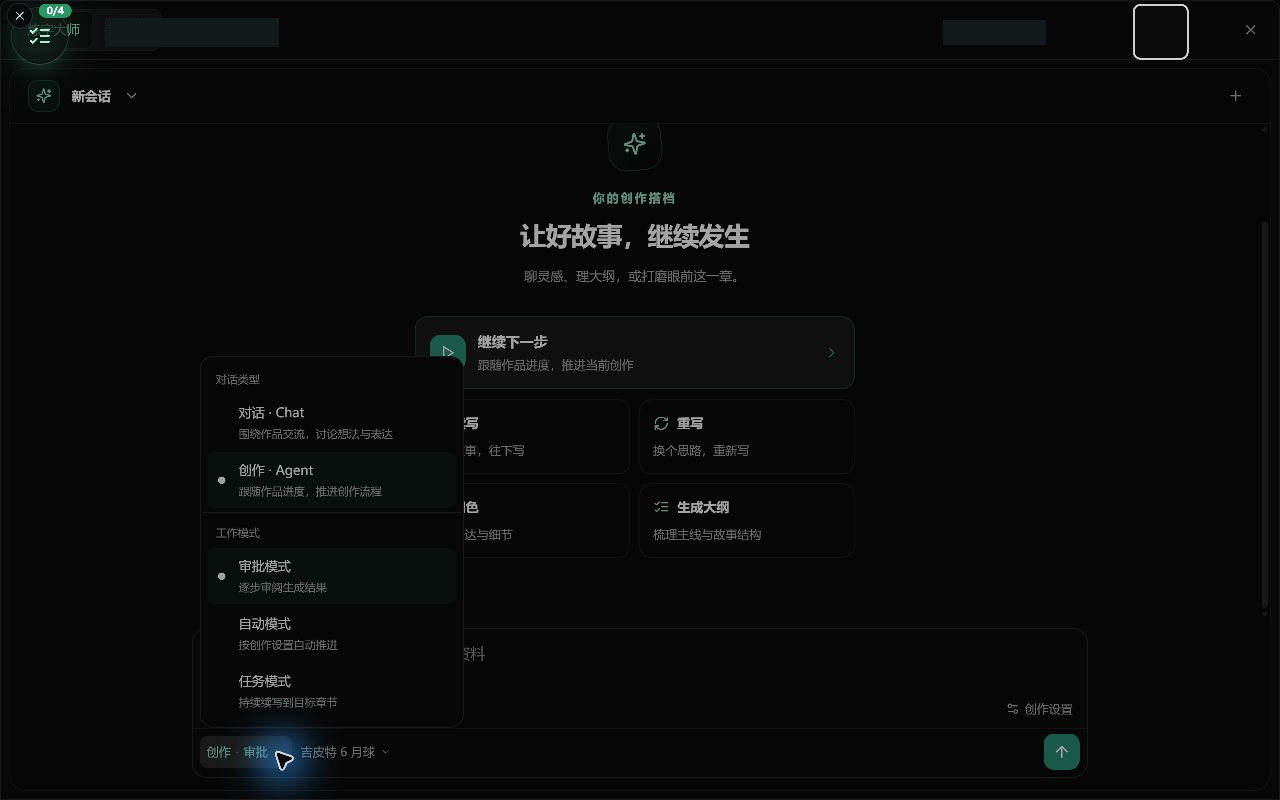 0/4
大师
新会话
你的创作搭档
让好故事，继续发生
聊灵感、理大纲，或打磨眼前这一章。
继续下一步
跟随作品进度，推进当前创作
写
事，往下写
重写
换个思路，重新写
色
达与细节
生成大纲
梳理主线与故事结构
对话类型
对话 · Chat
围绕作品交流，讨论想法与表达
创作 · Agent
跟随作品进度，推进创作流程
工作模式
审批模式
逐步审阅生成结果
自动模式
按创作设置自动推进
任务模式
持续续写到目标章节
资料
创作设置
创作 · 审批
吉皮特 6 月球